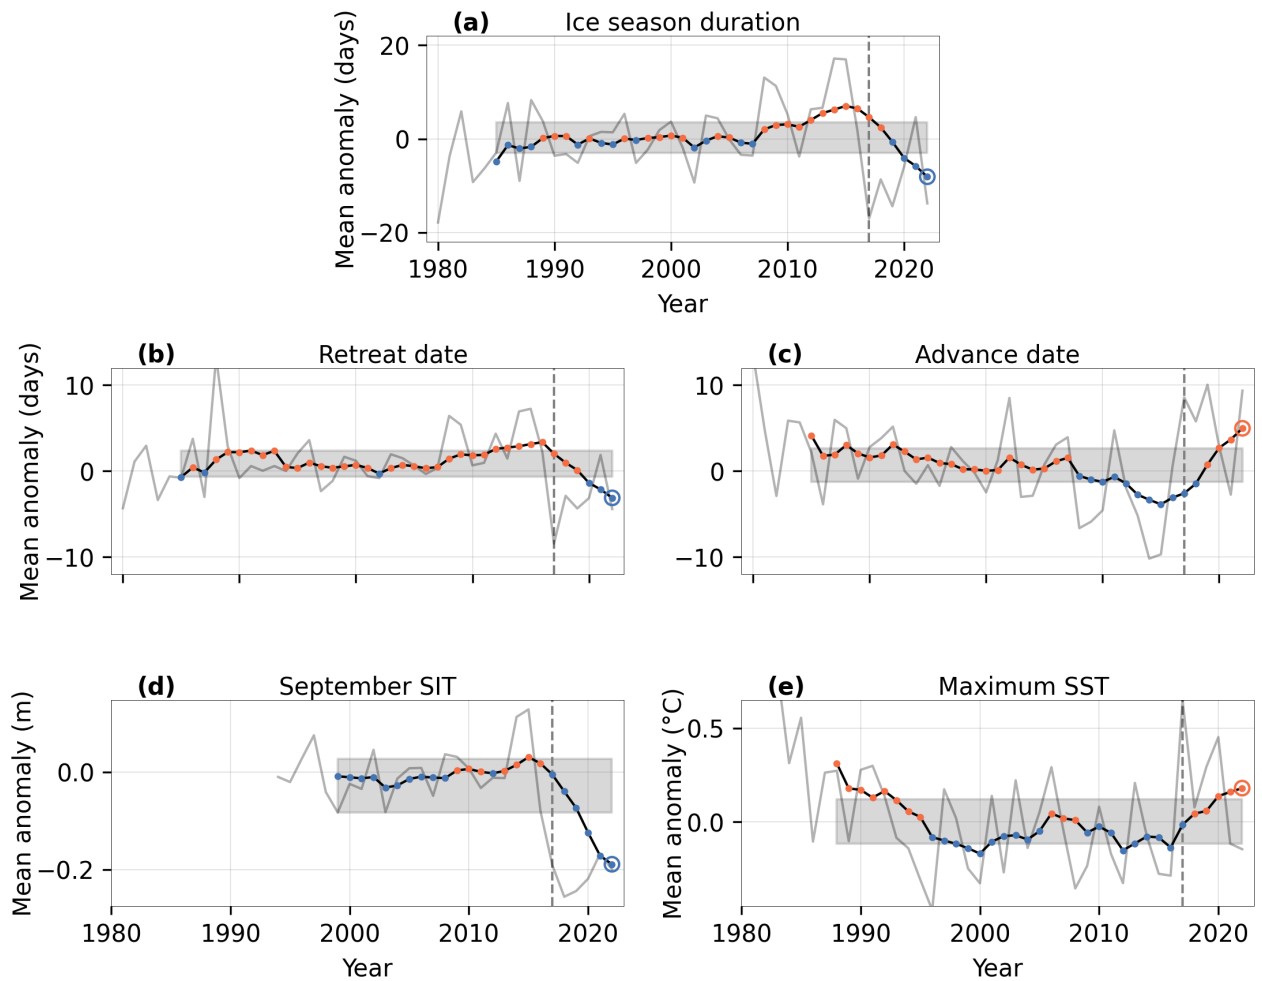 (a) Ice season duration
Mean anomaly (days)
20
0
−20
1980 1990 2000 2010 2020
Year
(b) Retreat date
Mean anomaly (days)
10
0
−10
(c) Advance date
10
0
−10
(d) September SIT
Mean anomaly (m)
0.0
−0.2
1980 1990 2000 2010 2020
Year
(e) Maximum SST
Mean anomaly (°C)
0.5
0.0
1980 1990 2000 2010 2020
Year